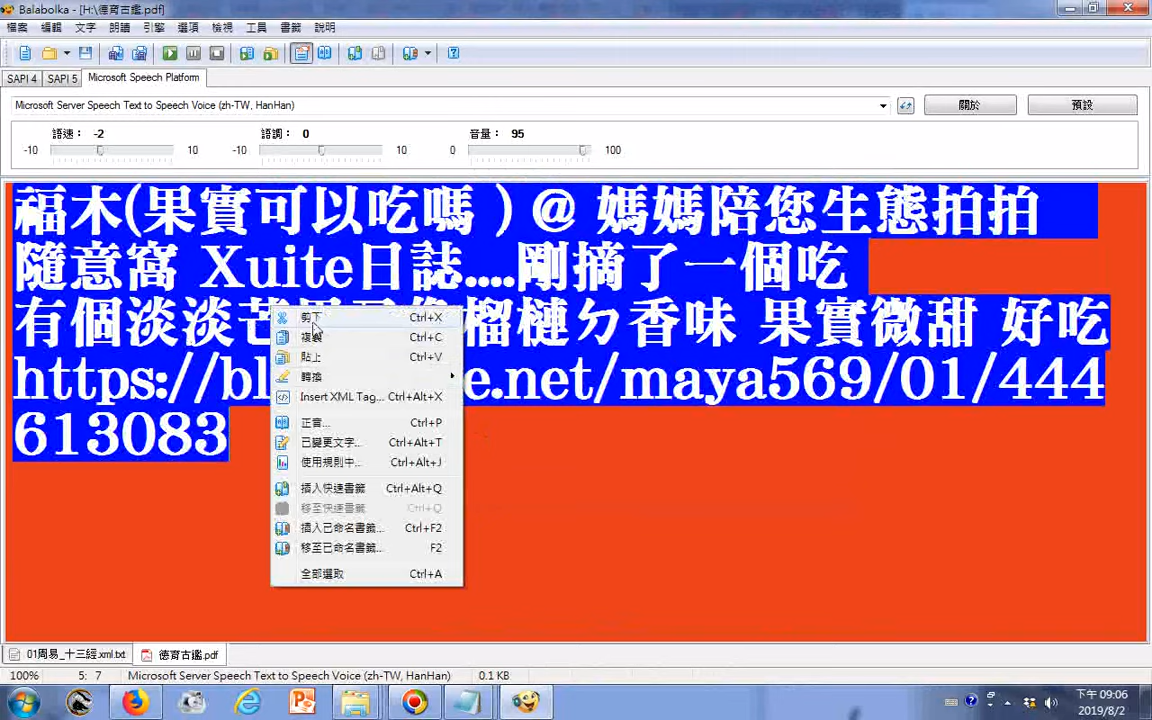 Balabolka - [H:\德育古鑑.pdf]
檔案 編輯 文字 朗讀 引擎 選項 檢視 工具 書籤 說明
SAPI 4 SAPI 5 Microsoft Speech Platform
Microsoft Server Speech Text to Speech Voice (zh-TW, HanHan) 關於 預設
語速： -2 語調： 0 音量： 95
-10 10 -10 10 0 100
福木(果實可以吃嗎 ) @ 媽媽陪您生態拍拍
隨意窩 Xuite日誌....剛摘了一個吃
有個淡淡芒 榴槤ㄉ香味 果實微甜 好吃
https://bl e.net/maya569/01/444
613083
剪下 Ctrl+X
複製 Ctrl+C
貼上 Ctrl+V
轉換
Insert XML Tag... Ctrl+Alt+X
正音... Ctrl+P
已變更文字... Ctrl+Alt+T
使用規則中... Ctrl+Alt+J
插入快速書籤 Ctrl+Alt+Q
移至快速書籤 Ctrl+Q
插入已命名書籤... Ctrl+F2
移至已命名書籤... F2
全部選取 Ctrl+A
01周易_十三經.xml.txt 德育古鑑.pdf
100% 5: 7 Microsoft Server Speech Text to Speech Voice (zh-TW, HanHan) 0.1 KB
下午 09:06
2019/8/2